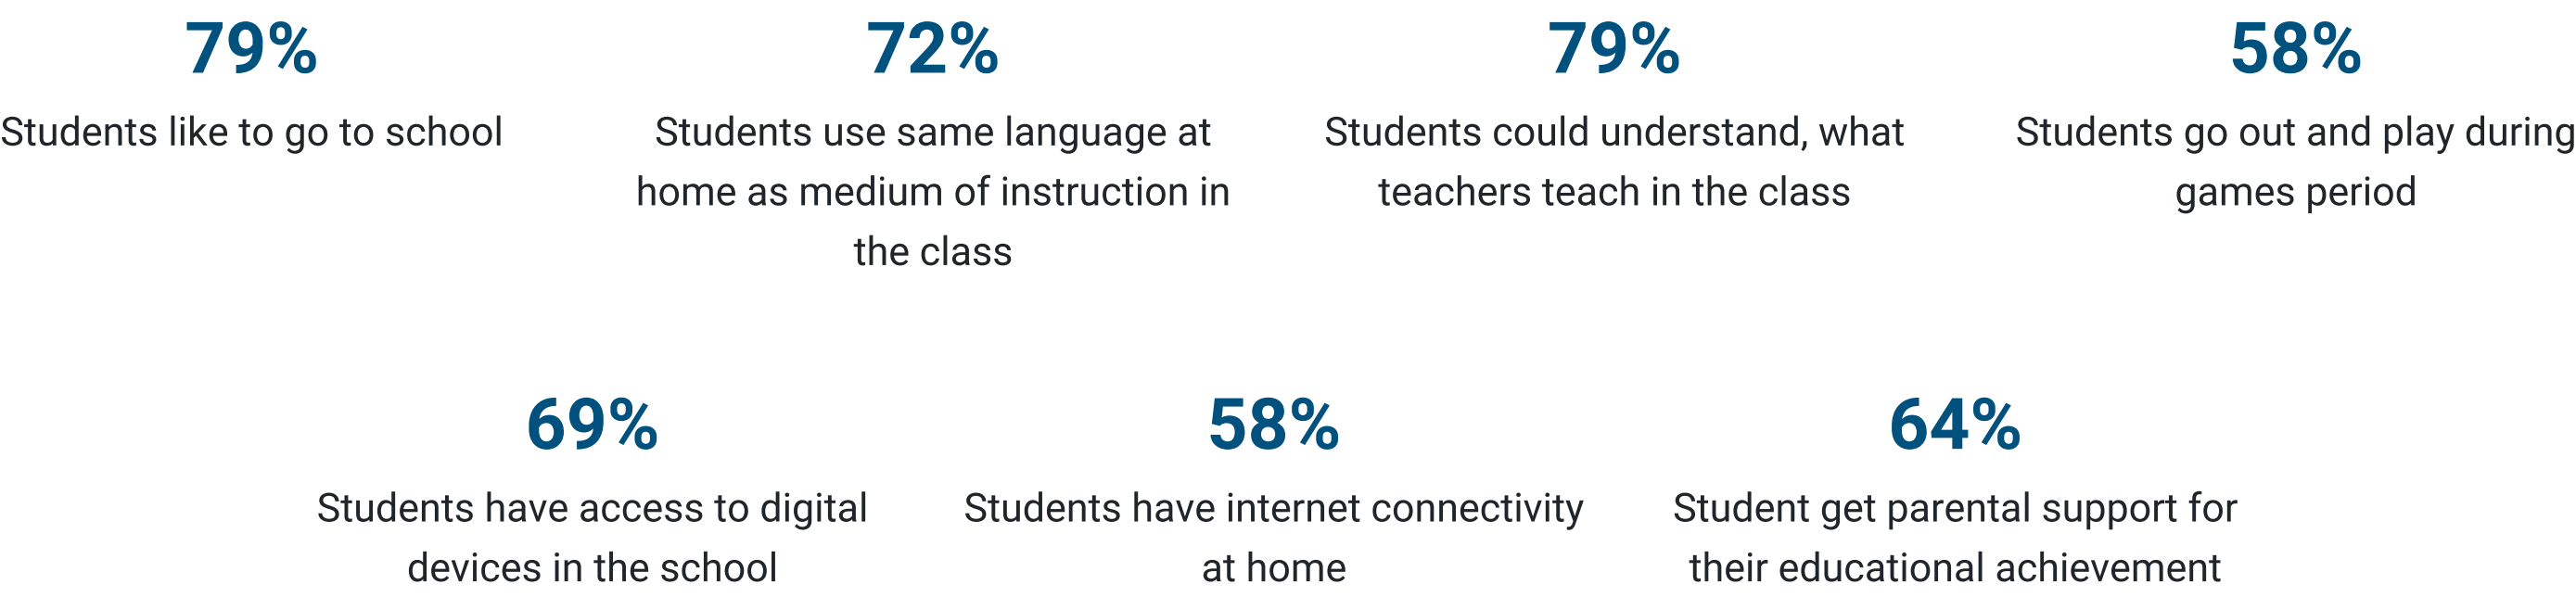 79%
Students like to go to school
72%
Students use same language at
home as medium of instruction in
the class
79%
Students could understand, what
teachers teach in the class
58%
Students go out and play during
games period
69%
Students have access to digital
devices in the school
58%
Students have internet connectivity
at home
64%
Student get parental support for
their educational achievement